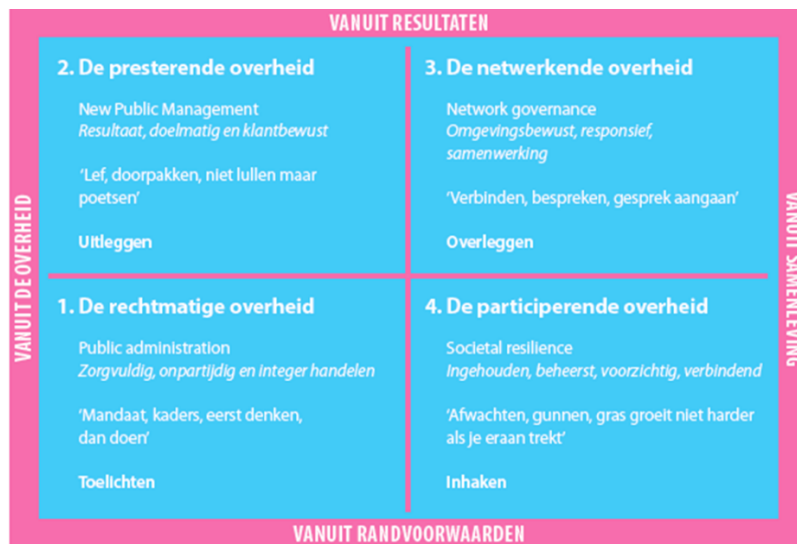 VANUIT RESULTATEN
VANUIT DE OVERHEID
2. De presterende overheid
New Public Management
Resultaat, doelmatig en klantbewust
‘Lef, doorpakken, niet lullen maar
poetsen’
Uitleggen
3. De netwerkende overheid
Network governance
Omgevingsbewust, responsief,
samenwerking
‘Verbinden, bespreken, gesprek aangaan’
Overleggen
1. De rechtmatige overheid
Public administration
Zorgvuldig, onpartijdig en integer handelen
‘Mandaat, kaders, eerst denken,
dan doen’
Toelichten
4. De participerende overheid
Societal resilience
Ingehouden, beheerst, voorzichtig, verbindend
‘Afwachten, gunnen, gras groeit niet harder
als je eraan trekt’
Inhaken
VANUIT SAMENLEVING
VANUIT RANDVOORWAARDEN